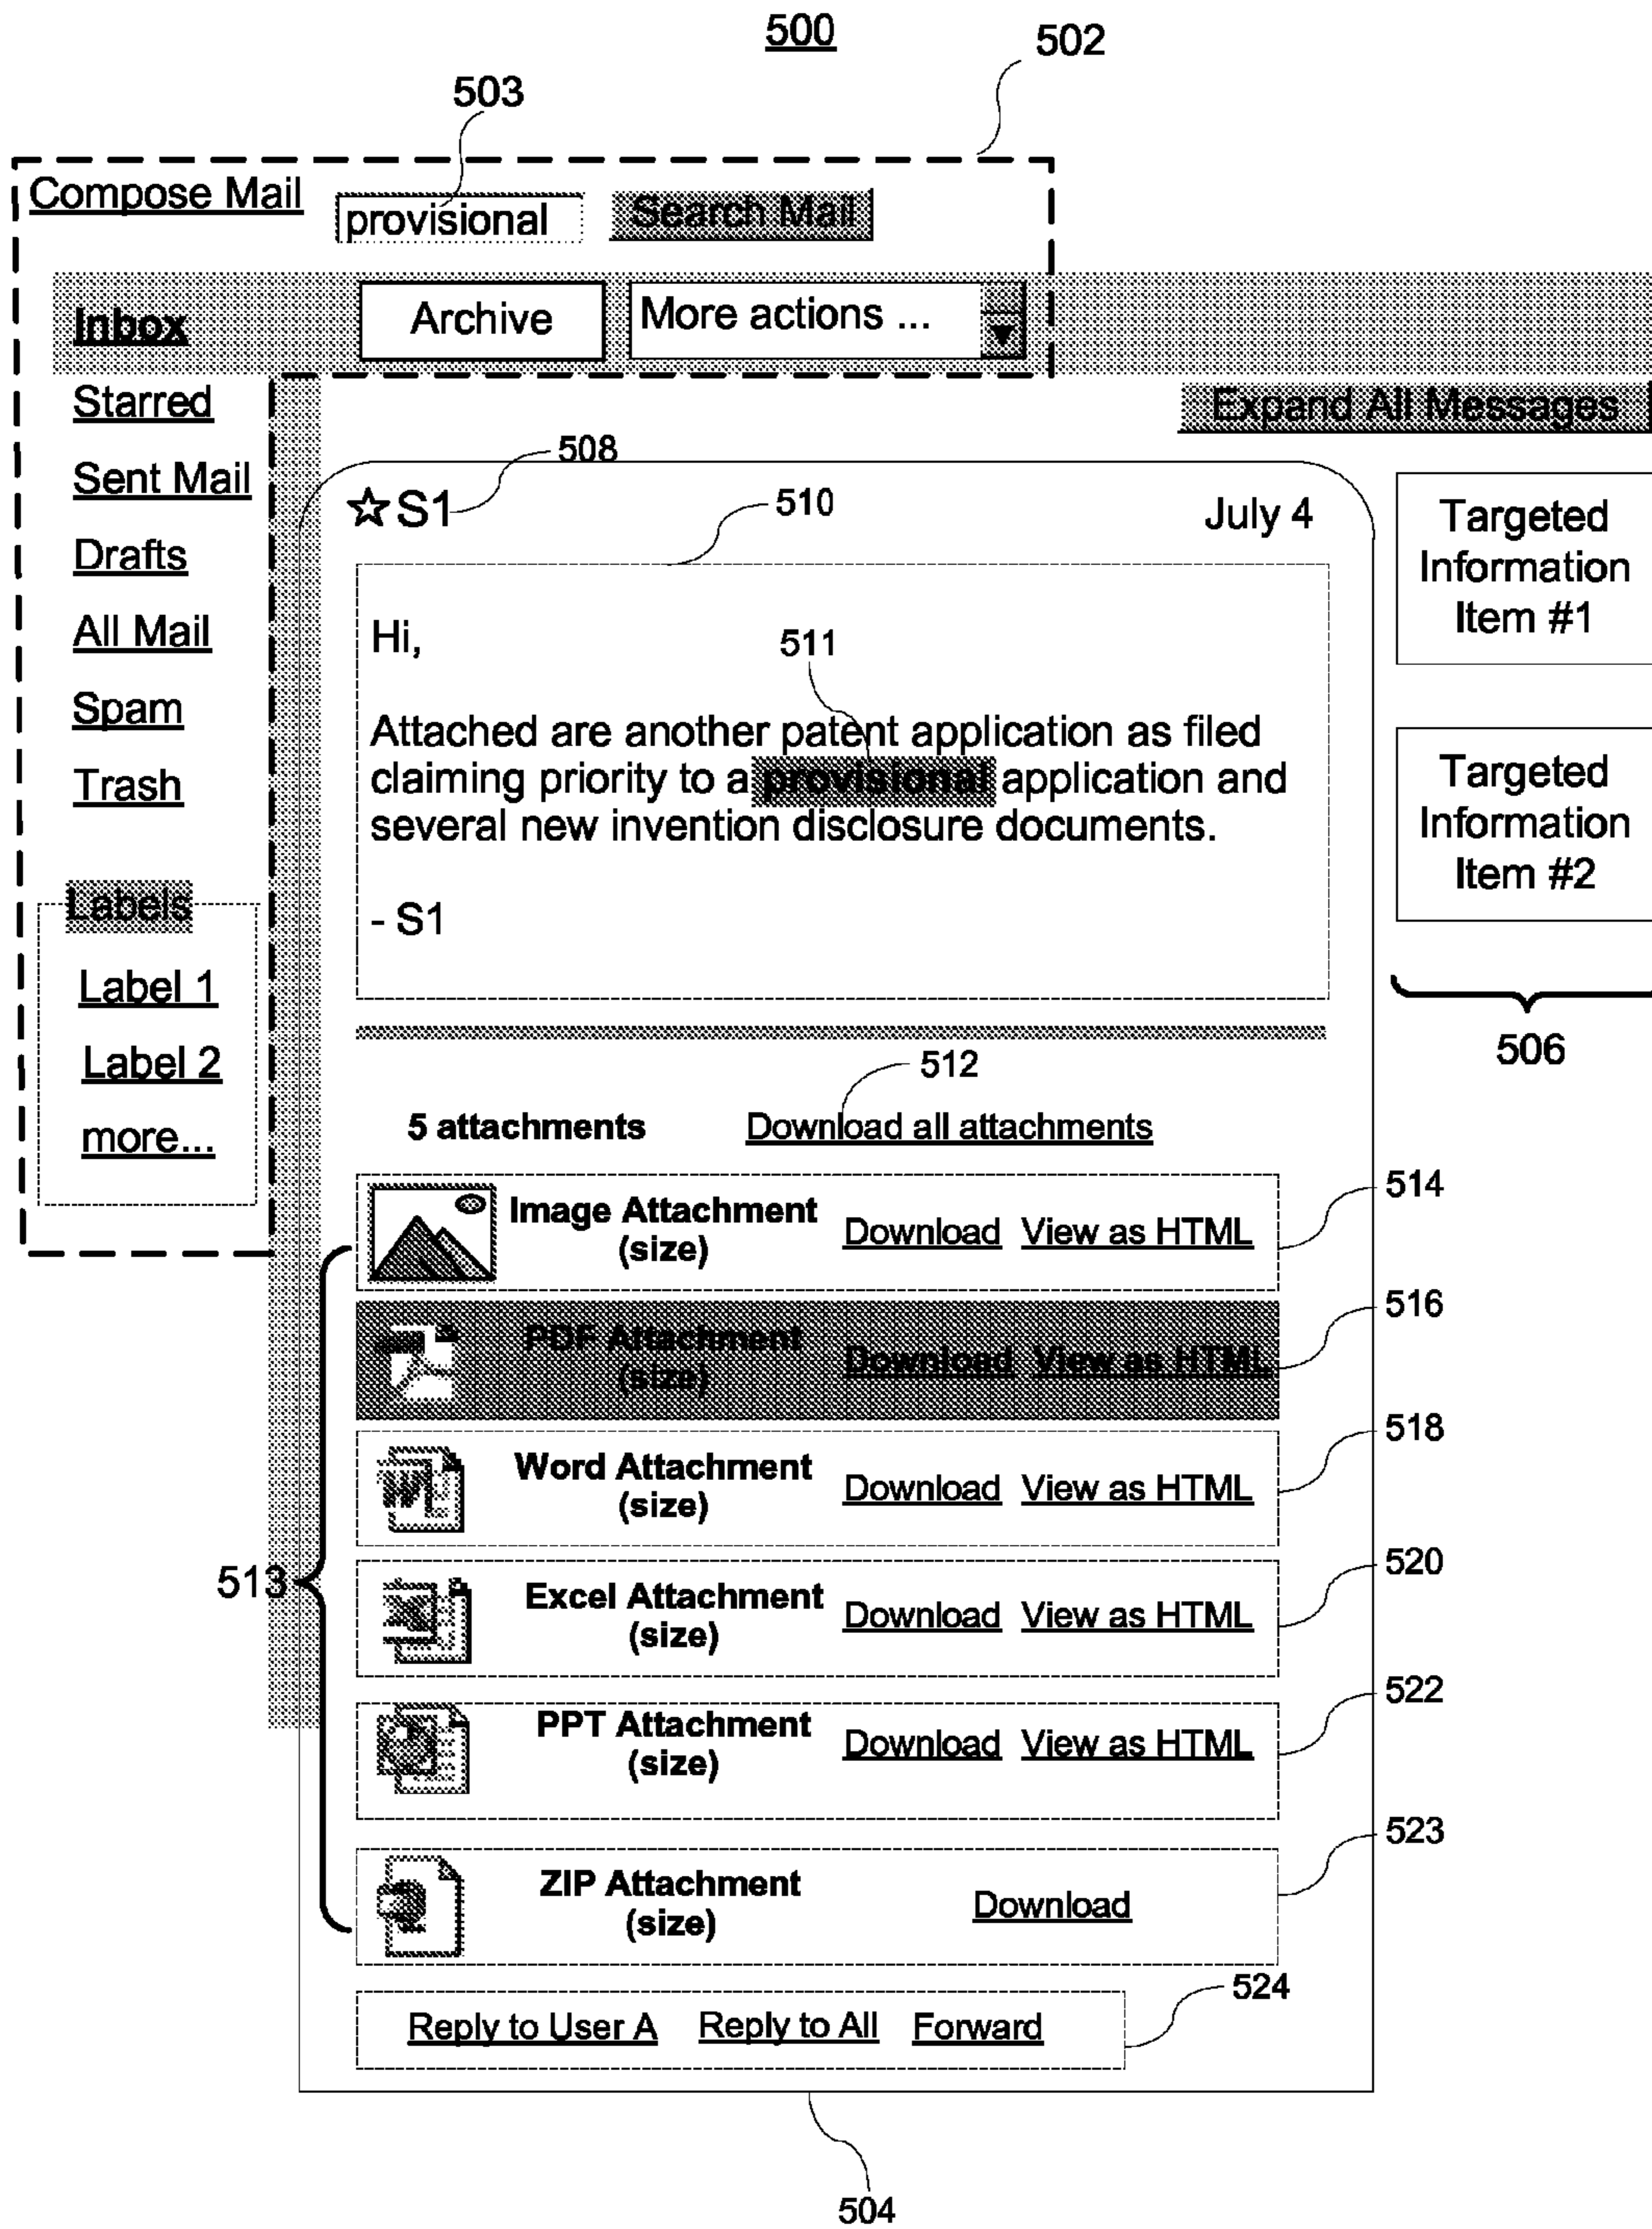 500
502
503
Compose Mail
provisional
Search Mail
Inbox
Archive
More actions ...
Expand All Messages
Starred
Sent Mail
Drafts
All Mail
Spam
Trash
Labels
Label 1
Label 2
more...
508
S1
510
July 4
Hi,
511
Attached are another patent application as filed
claiming priority to a provisional application and
several new invention disclosure documents.
- S1
Targeted
Information
Item #1
Targeted
Information
Item #2
506
512
5 attachments
Download all attachments
513
Image Attachment
(size)
Download View as HTML
514
PDF Attachment
(size)
Download View as HTML
516
Word Attachment
(size)
Download View as HTML
518
Excel Attachment
(size)
Download View as HTML
520
PPT Attachment
(size)
Download View as HTML
522
ZIP Attachment
(size)
Download
523
Reply to User A Reply to All Forward
524
504